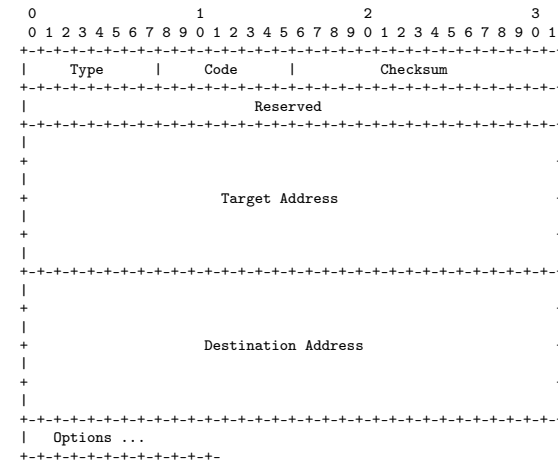 0                   1                   2                   3
0 1 2 3 4 5 6 7 8 9 0 1 2 3 4 5 6 7 8 9 0 1 2 3 4 5 6 7 8 9 0 1
+-+-+-+-+-+-+-+-+-+-+-+-+-+-+-+-+-+-+-+-+-+-+-+-+-+-+-+-+-+-+-+-
|     Type      |     Code      |          Checksum
+-+-+-+-+-+-+-+-+-+-+-+-+-+-+-+-+-+-+-+-+-+-+-+-+-+-+-+-+-+-+-+-
|                           Reserved
+-+-+-+-+-+-+-+-+-+-+-+-+-+-+-+-+-+-+-+-+-+-+-+-+-+-+-+-+-+-+-+-
|
+
|
+                       Target Address
|
+
|
+-+-+-+-+-+-+-+-+-+-+-+-+-+-+-+-+-+-+-+-+-+-+-+-+-+-+-+-+-+-+-+-
|
+
|
+                     Destination Address
|
+
|
+-+-+-+-+-+-+-+-+-+-+-+-+-+-+-+-+-+-+-+-+-+-+-+-+-+-+-+-+-+-+-+-
|   Options ...
+-+-+-+-+-+-+-+-+-+-+-+-